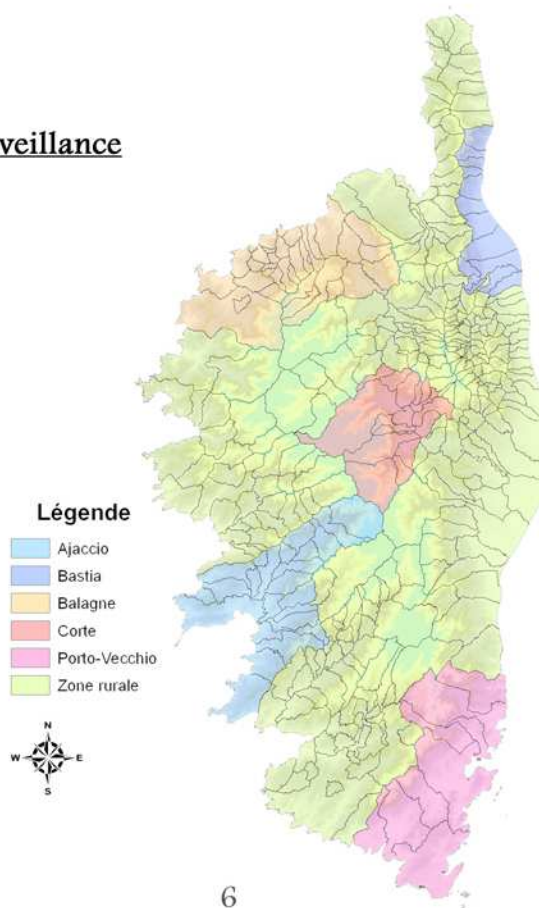 veillance
Légende
Ajaccio
Bastia
Balagne
Corte
Porto-Vecchio
Zone rurale
N
W E
S
6